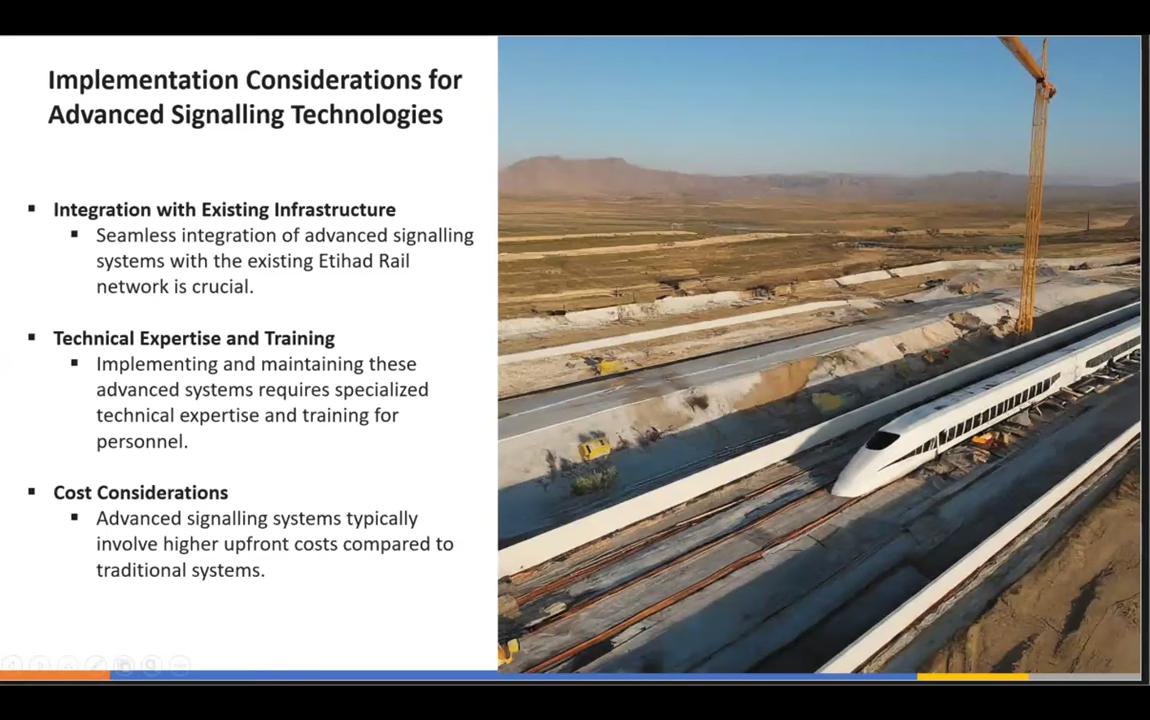 Implementation Considerations for
Advanced Signalling Technologies
▪ Integration with Existing Infrastructure
▪ Seamless integration of advanced signalling
systems with the existing Etihad Rail
network is crucial.
▪ Technical Expertise and Training
▪ Implementing and maintaining these
advanced systems requires specialized
technical expertise and training for
personnel.
▪ Cost Considerations
▪ Advanced signalling systems typically
involve higher upfront costs compared to
traditional systems.